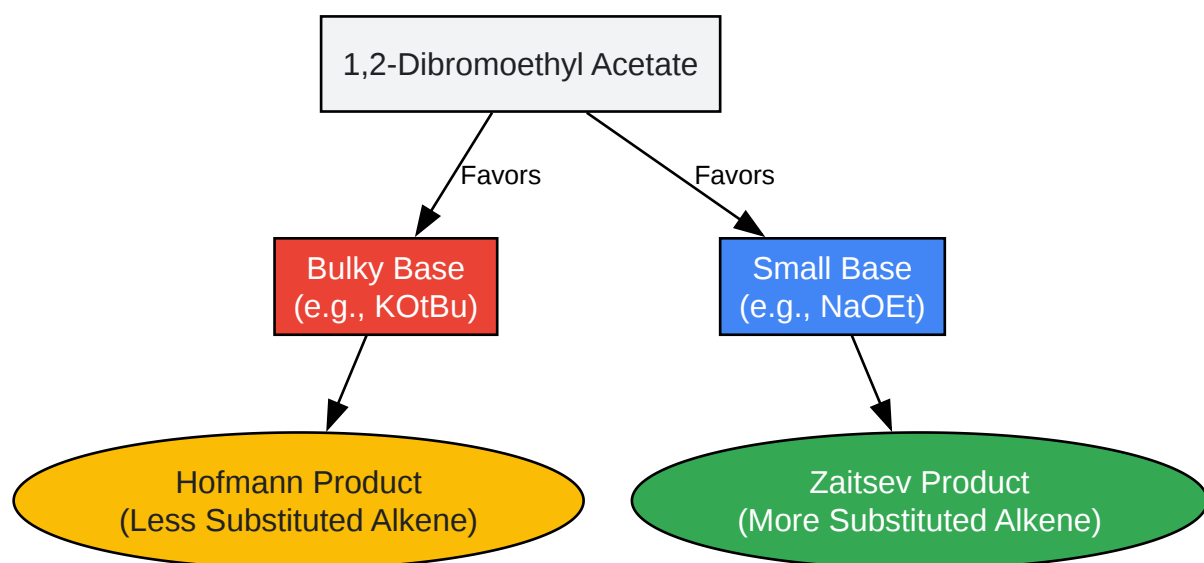 1,2-Dibromoethyl Acetate
Favors
Favors
Bulky Base
(e.g., KOtBu)
Small Base
(e.g., NaOEt)
Hofmann Product
(Less Substituted Alkene)
Zaitsev Product
(More Substituted Alkene)